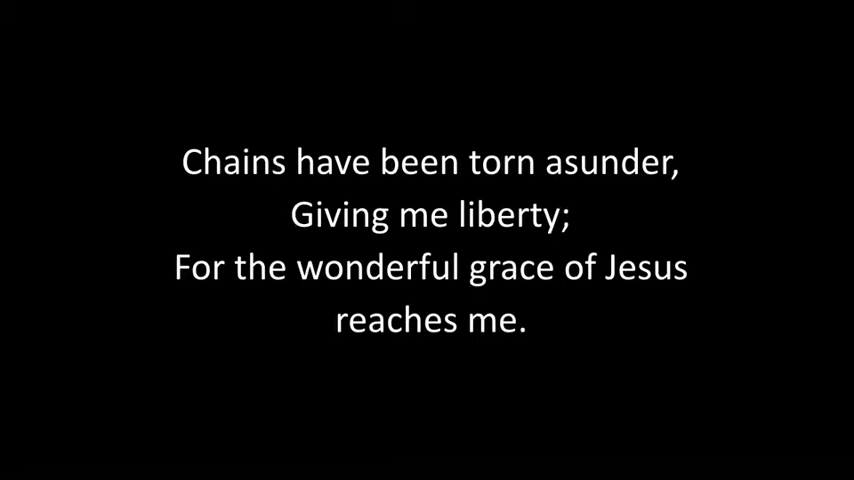 Chains have been torn asunder,
Giving me liberty;
For the wonderful grace of Jesus
reaches me.